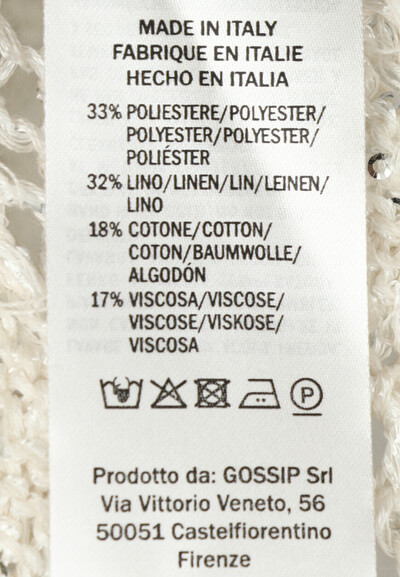 MADE IN ITALY
FABRIQUE EN ITALIE
HECHO EN ITALIA
33% POLIESTERE/POLYESTER/
POLYESTER/POLYESTER/
POLIÉSTER
32% LINO/LINEN/LIN/LEINEN/
LINO
18% COTONE/COTTON/
COTON/BAUMWOLLE/
ALGODÓN
17% VISCOSA/VISCOSE/
VISCOSE/VISKOSE/
VISCOSA
P
Prodotto da: GOSSIP Srl
Via Vittorio Veneto, 56
50051 Castelfiorentino
Firenze